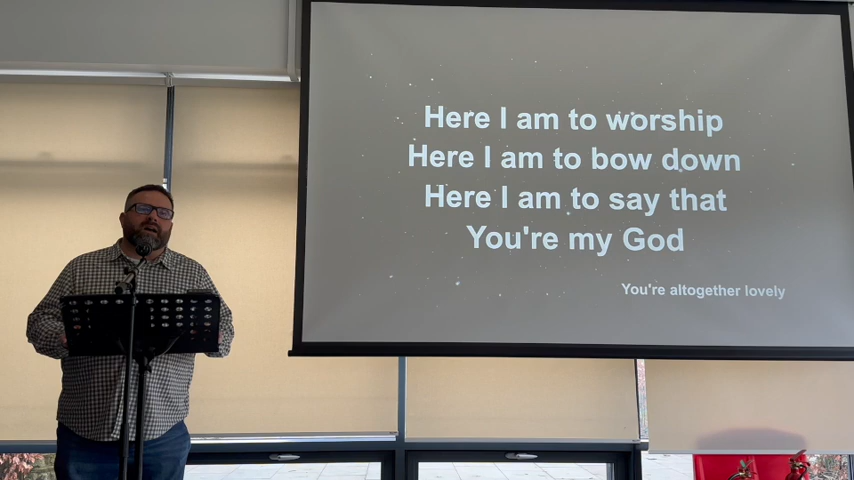 Here I am to worship
Here I am to bow down
Here I am to say that
You're my God
You're altogether lovely